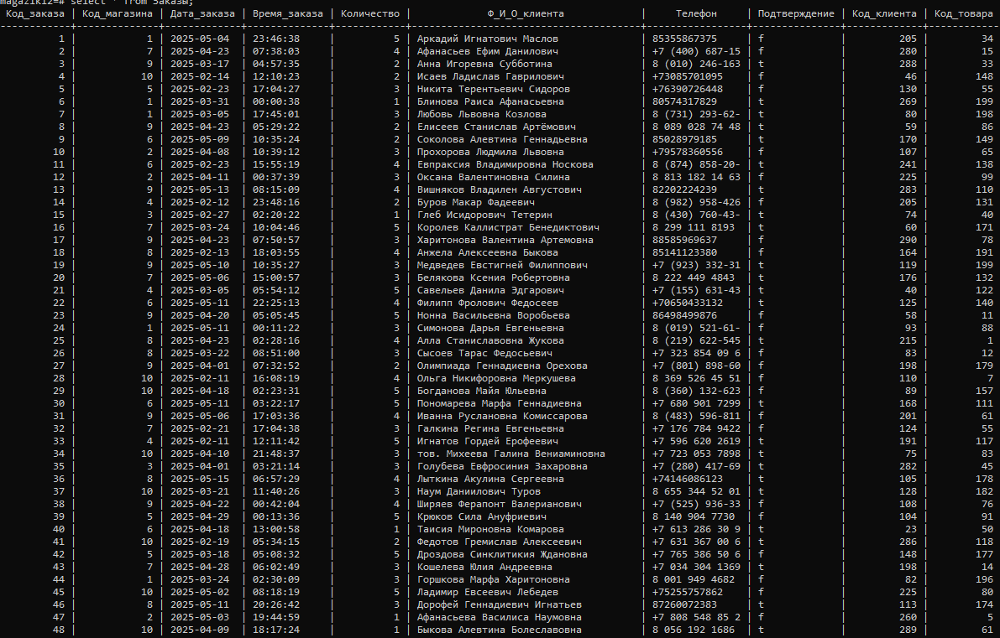 magazik12=# select * from Заказы;
Код_заказа | Код_магазина | Дата_заказа | Время_заказа | Количество | Ф_И_О_клиента | Телефон | Подтверждение | Код_клиента | Код_товара
1 | 1 | 2025-05-04 | 23:46:38 | 5 | Аркадий Игнатович Маслов | 85355867375 | f | 205 | 34
2 | 7 | 2025-04-23 | 07:38:03 | 4 | Афанасьев Ефим Данилович | +7 (400) 687-15 | f | 280 | 15
3 | 9 | 2025-03-17 | 04:57:35 | 2 | Анна Игоревна Субботина | 8 (010) 246-163 | t | 288 | 33
4 | 10 | 2025-02-14 | 12:10:23 | 2 | Исаев Ладислав Гаврилович | +73085701095 | f | 46 | 148
5 | 5 | 2025-02-23 | 17:04:27 | 3 | Никита Терентьевич Сидоров | +76390726448 | f | 130 | 55
6 | 1 | 2025-03-31 | 00:00:38 | 1 | Блинова Раиса Афанасьевна | 80574317829 | t | 269 | 199
7 | 1 | 2025-03-05 | 17:45:01 | 3 | Любовь Львовна Козлова | 8 (731) 293-62- | t | 80 | 198
8 | 9 | 2025-04-23 | 05:29:22 | 2 | Елисеев Станислав Артёмович | 8 089 028 74 48 | t | 59 | 86
9 | 6 | 2025-05-09 | 10:35:24 | 2 | Соколова Алевтина Геннадьевна | 85028979185 | t | 170 | 149
10 | 2 | 2025-04-08 | 10:39:12 | 3 | Прохорова Людмила Львовна | +79578360556 | f | 107 | 65
11 | 6 | 2025-02-23 | 15:55:19 | 4 | Евпраксия Владимировна Носкова | 8 (874) 858-20- | t | 241 | 138
12 | 2 | 2025-04-11 | 00:37:39 | 3 | Оксана Валентиновна Силина | 8 813 182 14 63 | f | 225 | 99
13 | 9 | 2025-05-13 | 08:15:09 | 4 | Вишняков Владилен Августович | 82202224239 | t | 283 | 110
14 | 4 | 2025-02-12 | 23:48:16 | 2 | Буров Макар Фадеевич | 8 (982) 958-426 | f | 205 | 131
15 | 3 | 2025-02-27 | 02:20:22 | 1 | Глеб Исидорович Тетерин | 8 (430) 760-43- | t | 74 | 40
16 | 7 | 2025-03-24 | 10:04:46 | 5 | Королев Каллистрат Бенедиктович | 8 299 111 8193 | t | 60 | 171
17 | 9 | 2025-04-23 | 07:50:57 | 3 | Харитонова Валентина Артемовна | 88585969637 | f | 290 | 78
18 | 8 | 2025-02-13 | 18:03:55 | 4 | Анжела Алексеевна Быкова | 85141123380 | f | 164 | 191
19 | 9 | 2025-05-10 | 10:35:27 | 3 | Медведев Евстигней Филиппович | +7 (923) 332-31 | t | 119 | 199
20 | 7 | 2025-05-06 | 15:00:57 | 3 | Белякова Ксения Робертовна | 8 222 449 4843 | t | 176 | 132
21 | 4 | 2025-03-05 | 05:54:12 | 5 | Савельев Данила Эдгарович | +7 (155) 631-43 | t | 40 | 122
22 | 6 | 2025-05-11 | 22:25:13 | 4 | Филипп Фролович Федосеев | +70650433132 | t | 125 | 140
23 | 9 | 2025-04-20 | 05:05:45 | 5 | Нонна Васильевна Воробьева | 86498499876 | f | 58 | 11
24 | 1 | 2025-05-11 | 00:11:22 | 3 | Симонова Дарья Евгеньевна | 8 (019) 521-61- | f | 93 | 88
25 | 8 | 2025-04-23 | 02:28:16 | 4 | Алла Станиславовна Жукова | 8 (219) 622-545 | t | 215 | 1
26 | 8 | 2025-03-22 | 08:51:00 | 3 | Сысоев Тарас Федосьевич | +7 323 854 09 6 | f | 83 | 12
27 | 9 | 2025-04-01 | 07:32:52 | 2 | Олимпиада Геннадиевна Орехова | +7 (801) 898-60 | f | 198 | 179
28 | 10 | 2025-02-11 | 16:08:19 | 4 | Ольга Никифоровна Меркушева | 8 369 526 45 51 | f | 110 | 7
29 | 10 | 2025-04-18 | 02:23:31 | 5 | Богданова Майя Юльевна | 8 (360) 132-623 | f | 89 | 157
30 | 6 | 2025-05-11 | 03:22:17 | 5 | Пономарева Марфа Геннадиевна | +7 680 901 7299 | t | 168 | 111
31 | 9 | 2025-05-06 | 17:03:36 | 4 | Иванна Руслановна Комиссарова | 8 (483) 596-811 | f | 201 | 61
32 | 7 | 2025-02-21 | 17:04:38 | 3 | Галкина Регина Евгеньевна | +7 176 784 9422 | f | 124 | 55
33 | 4 | 2025-02-11 | 12:11:42 | 5 | Игнатов Гордей Ерофеевич | +7 596 620 2619 | t | 191 | 117
34 | 10 | 2025-04-10 | 21:48:37 | 3 | тов. Михеева Галина Вениаминовна | +7 723 053 7898 | t | 75 | 83
35 | 3 | 2025-04-01 | 03:21:14 | 3 | Голубева Евфросиния Захаровна | +7 (280) 417-69 | t | 282 | 45
36 | 8 | 2025-05-15 | 06:57:29 | 4 | Лыткина Акулина Сергеевна | +74146086123 | t | 105 | 178
37 | 10 | 2025-03-21 | 11:40:26 | 3 | Наум Даниилович Туров | 8 655 344 52 01 | t | 128 | 182
38 | 9 | 2025-04-22 | 00:42:04 | 4 | Ширяев Ферапонт Валерианович | +7 (525) 936-33 | f | 108 | 76
39 | 5 | 2025-04-29 | 00:13:36 | 5 | Крюков Сила Ануфриевич | 8 140 904 7730 | f | 104 | 91
40 | 6 | 2025-04-18 | 13:00:58 | 1 | Таисия Мироновна Комарова | +7 613 286 30 9 | t | 23 | 50
41 | 10 | 2025-02-19 | 05:34:15 | 2 | Федотов Гремислав Алексеевич | +7 631 367 00 6 | t | 286 | 118
42 | 5 | 2025-03-18 | 05:08:32 | 5 | Дроздова Синклитикия Ждановна | +7 765 386 50 6 | f | 148 | 177
43 | 7 | 2025-04-28 | 06:02:49 | 3 | Кошелева Юлия Андреевна | +7 034 304 1369 | t | 198 | 14
44 | 1 | 2025-03-24 | 02:30:09 | 3 | Горшкова Марфа Харитоновна | 8 001 949 4682 | f | 82 | 196
45 | 10 | 2025-05-02 | 08:18:19 | 5 | Ладимир Евсеевич Лебедев | +75255757862 | f | 225 | 80
46 | 8 | 2025-05-11 | 20:26:42 | 3 | Дорофей Геннадиевич Игнатьев | 87260072383 | t | 113 | 174
47 | 2 | 2025-05-03 | 19:44:59 | 1 | Афанасьева Василиса Наумовна | +7 808 548 85 2 | f | 260 | 5
48 | 10 | 2025-04-09 | 18:17:24 | 1 | Быкова Алевтина Болеславовна | 8 056 192 1686 | t | 289 | 61